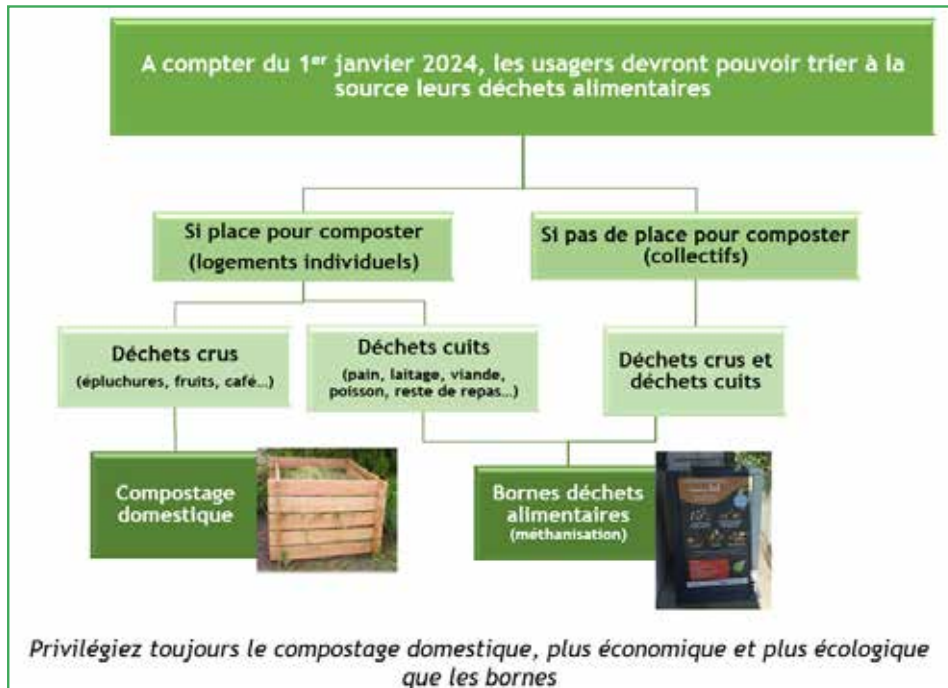 A compter du 1er janvier 2024, les usagers devront pouvoir trier à la
source leurs déchets alimentaires
Si place pour composter
(logements individuels)
Si pas de place pour composter
(collectifs)
Déchets crus
(épluchures, fruits, café...)
Déchets cuits
(pain, laitage, viande,
poisson, reste de repas...)
Déchets crus et
déchets cuits
Compostage
domestique
Bornes déchets
alimentaires
(méthanisation)
Privilégiez toujours le compostage domestique, plus économique et plus écologique
que les bornes